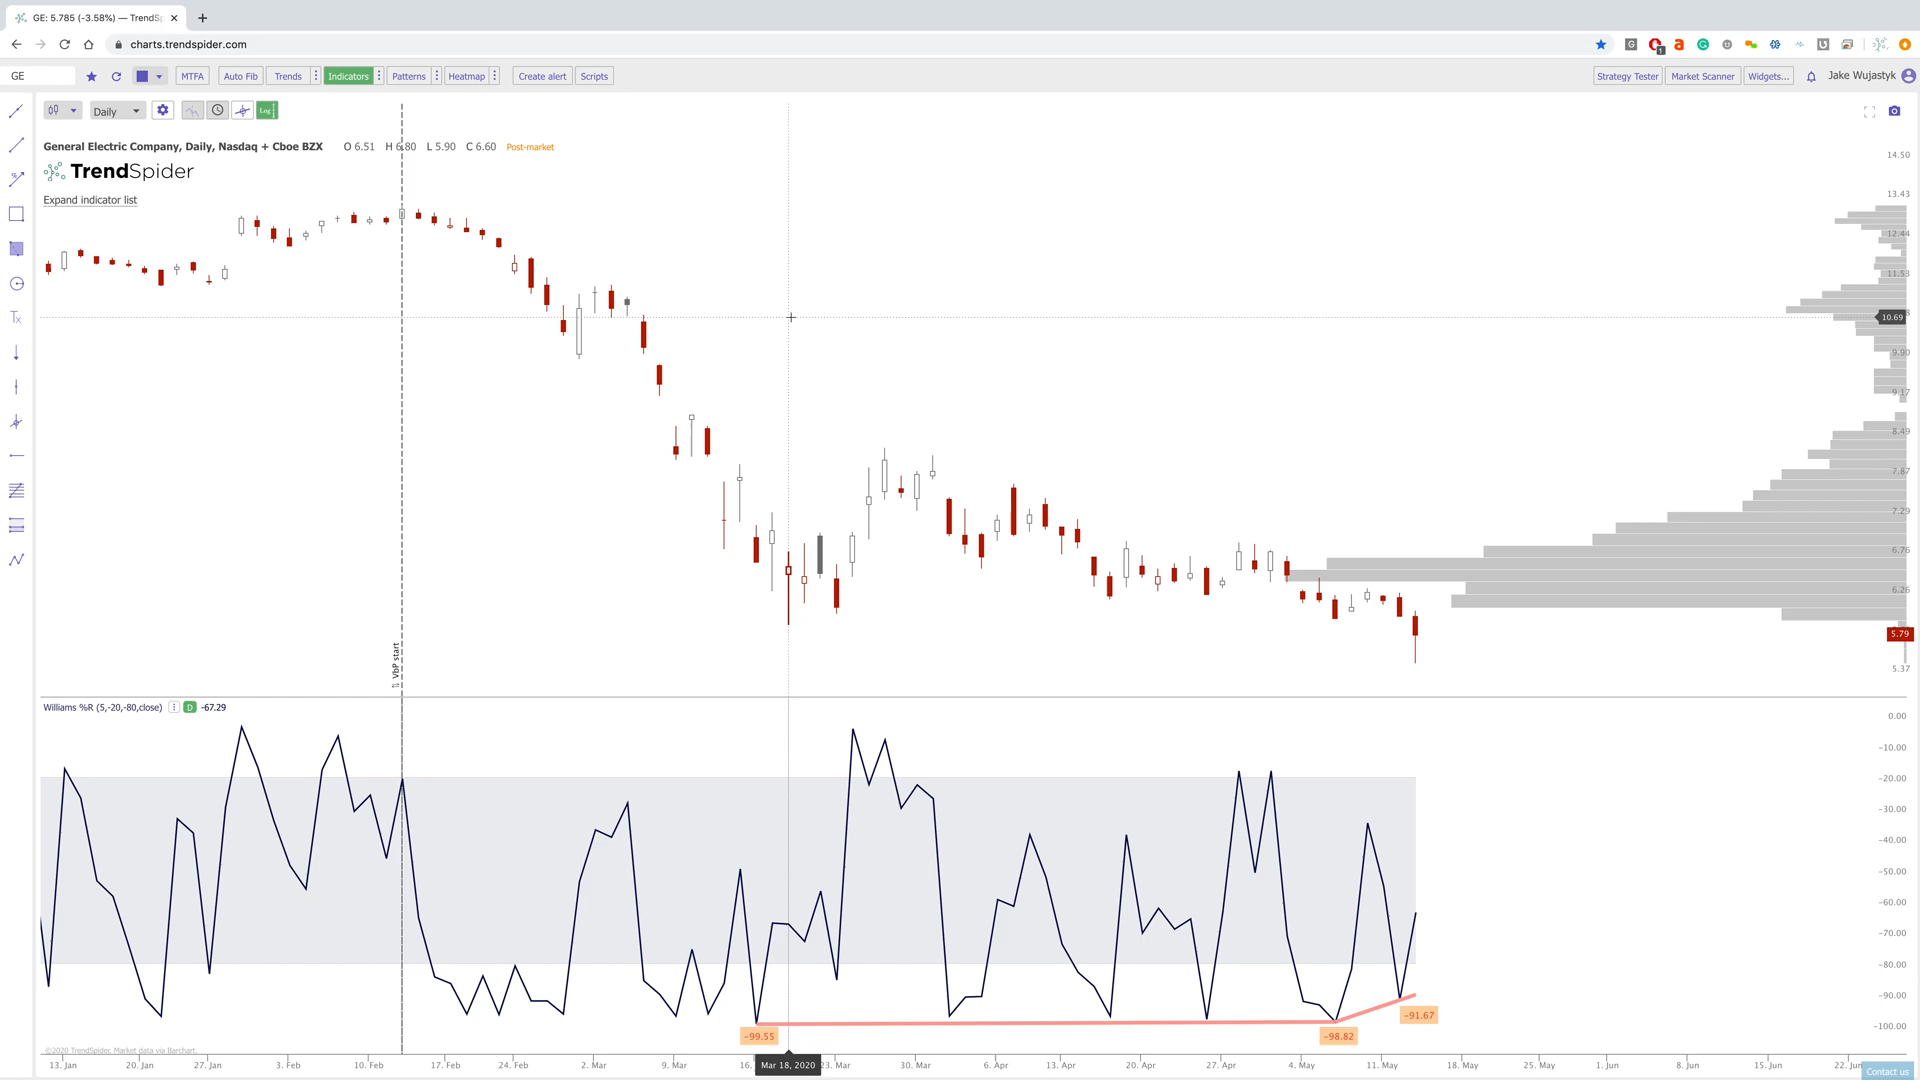 GE: 5.785 (-3.58%) — TrendSp
charts.trendspider.com
GE
MTFA
Auto Fib
Trends
Indicators
Patterns
Heatmap
Create alert
Scripts
Strategy Tester
Market Scanner
Widgets...
Jake Wujastyk
Daily
Log
General Electric Company, Daily, Nasdaq + Cboe BZX O 6.51 H 6.80 L 5.90 C 6.60 Post-market
TrendSpider
Expand indicator list
14.50
13.43
12.44
11.53
10.69
9.90
9.17
8.49
7.87
7.29
6.76
6.26
5.79
5.37
VbP start
Williams %R (5,-20,-80,close) D -67.29
0.00
-10.00
-20.00
-30.00
-40.00
-50.00
-60.00
-70.00
-80.00
-90.00
-100.00
-99.55
-98.82
-91.67
©2020 TrendSpider. Market data via Barchart.
13. Jan 20. Jan 27. Jan 3. Feb 10. Feb 17. Feb 24. Feb 2. Mar 9. Mar 16. Mar 18, 2020 23. Mar 30. Mar 6. Apr 13. Apr 20. Apr 27. Apr 4. May 11. May 18. May 25. May 1. Jun 8. Jun 15. Jun 22. Jun
Contact us